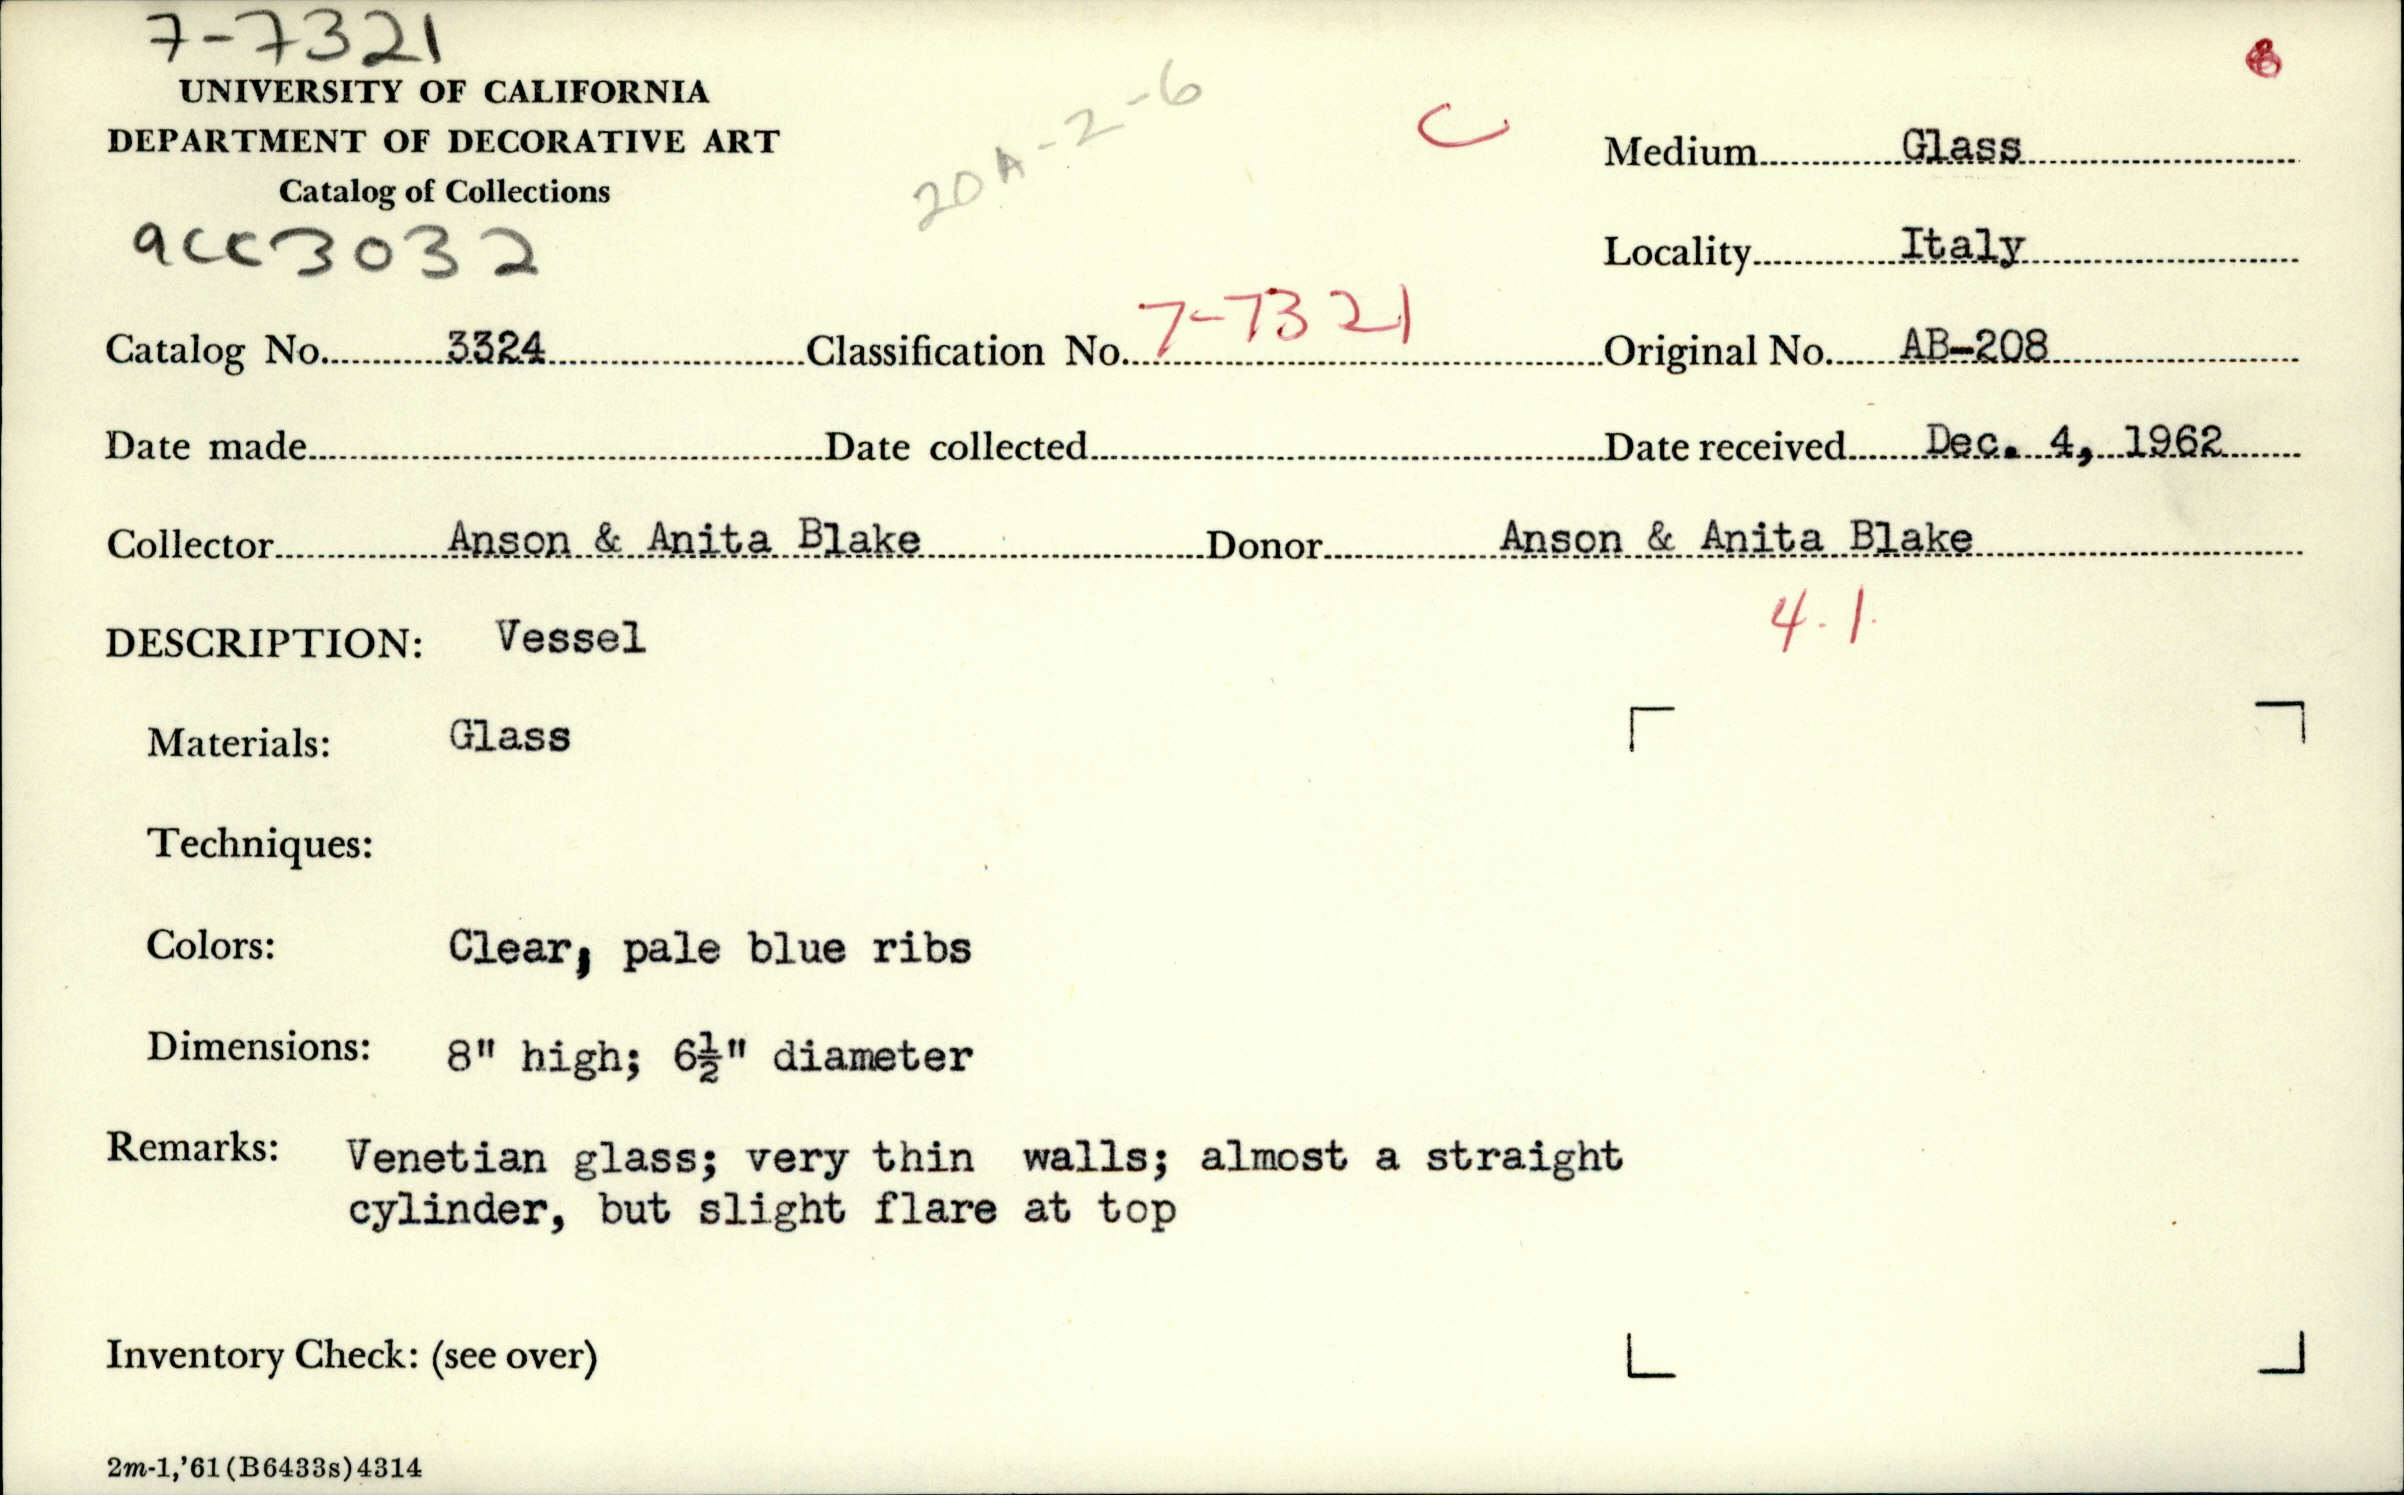 7-7321
UNIVERSITY OF CALIFORNIA
DEPARTMENT OF DECORATIVE ART
Catalog of Collections
acc 3032
20A-2-6
C
Medium Glass
Locality Italy
Catalog No. 3324 Classification No. 7-7321 Original No. AB-208
Date made Date collected Date received Dec. 4, 1962
Collector Anson & Anita Blake Donor Anson & Anita Blake
4.1.
DESCRIPTION: Vessel
Materials: Glass
Techniques:
Colors: Clear, pale blue ribs
Dimensions: 8" high; 6½" diameter
Remarks: Venetian glass; very thin walls; almost a straight
cylinder, but slight flare at top
Inventory Check: (see over)
2m-1,'61(B6433s)4314